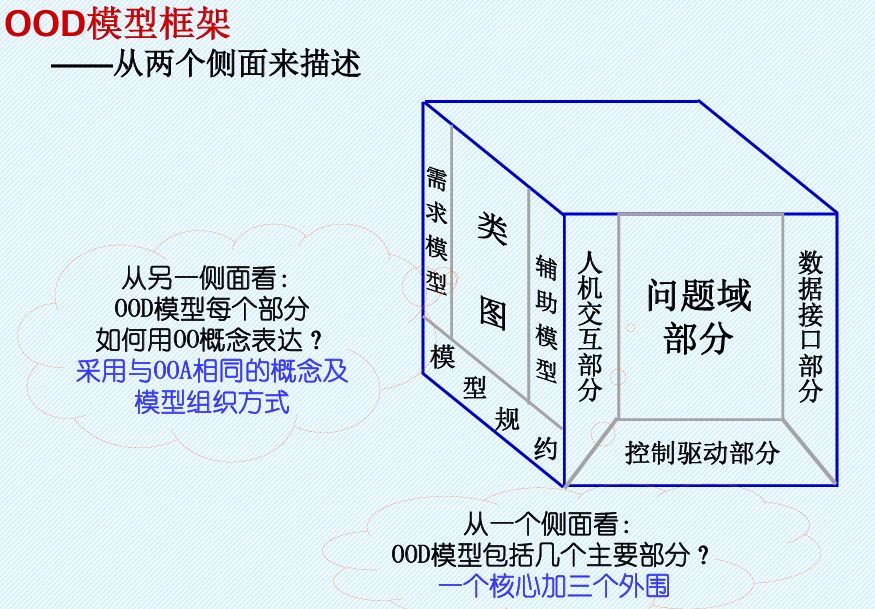 OOD模型框架
——从两个侧面来描述
需求模型
类图
辅助模型
模型规约
人机交互部分
问题域
部分
数据接口部分
控制驱动部分
从另一侧面看：
OOD模型每个部分
如何用OO概念表达？
采用与OOA相同的概念及
模型组织方式
从一个侧面看：
OOD模型包括几个主要部分？
一个核心加三个外围